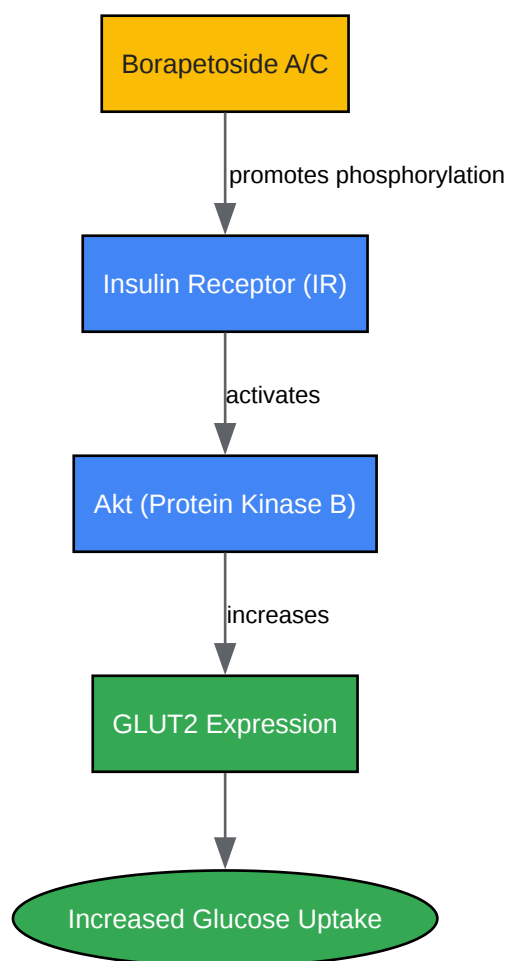 Borapetoside A/C
promotes phosphorylation
Insulin Receptor (IR)
activates
Akt (Protein Kinase B)
increases
GLUT2 Expression
Increased Glucose Uptake